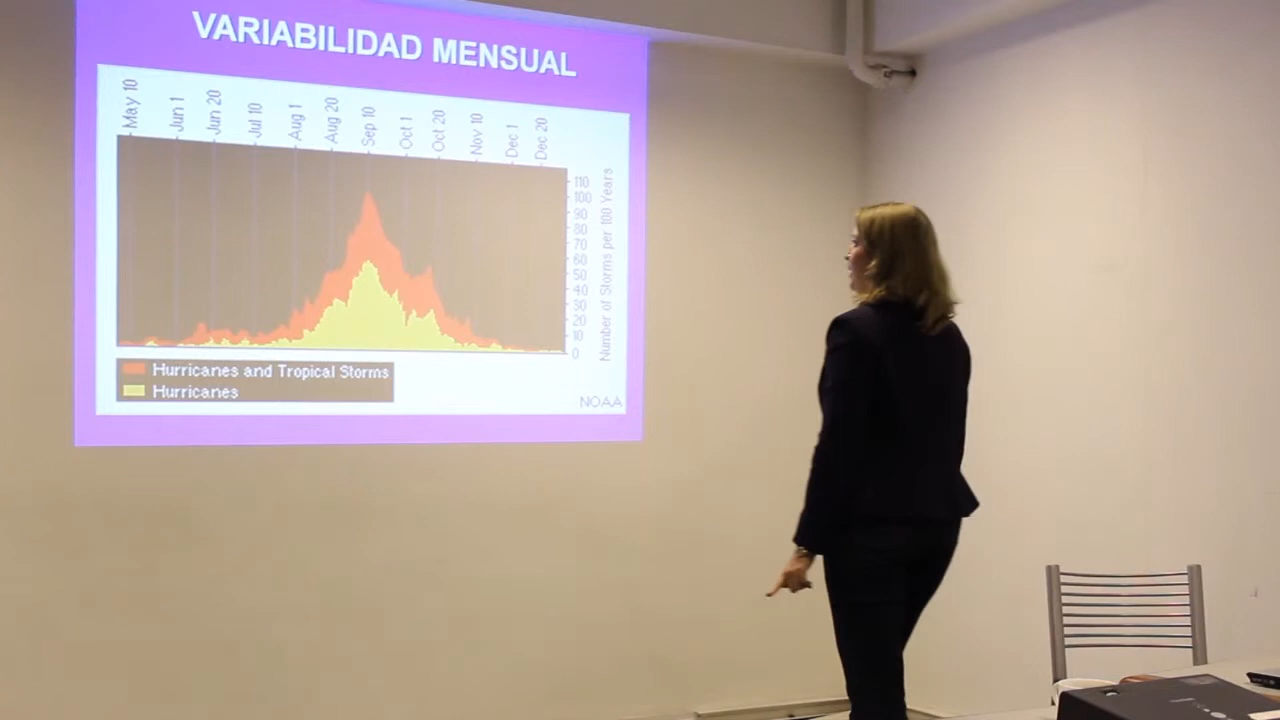 VARIABILIDAD MENSUAL
May 10
Jun 1
Jun 20
Jul 10
Aug 1
Aug 20
Sep 10
Oct 1
Oct 20
Nov 10
Dec 1
Dec 20
110
100
90
80
70
60
50
40
30
20
10
0
Number of Storms per 100 Years
Hurricanes and Tropical Storms
Hurricanes
NOAA